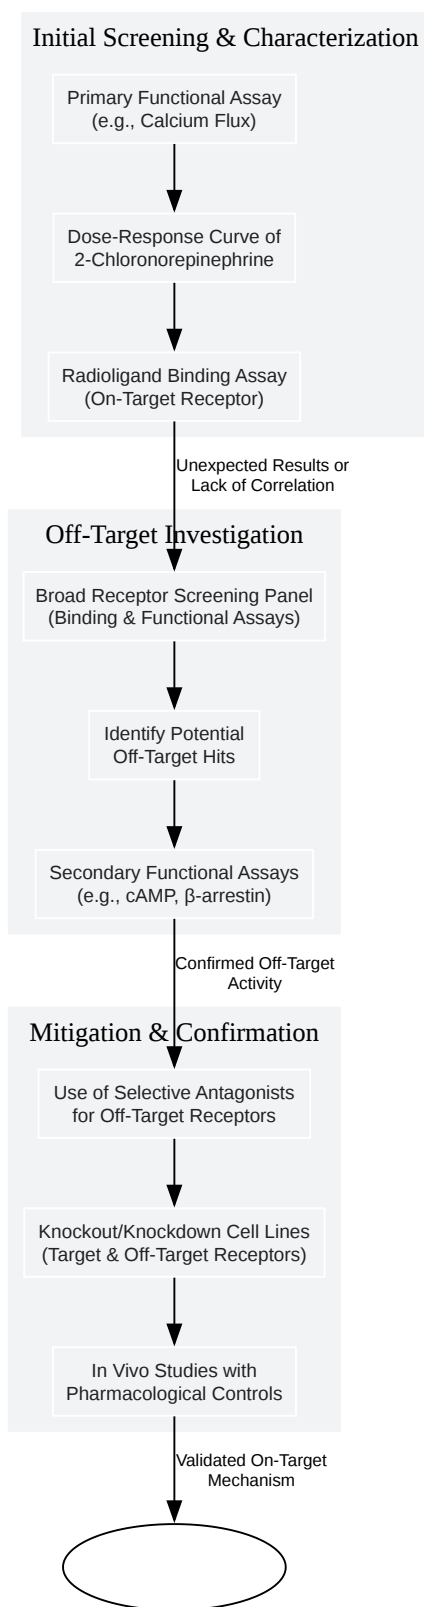 Initial Screening & Characterization
Primary Functional Assay
(e.g., Calcium Flux)
Dose-Response Curve of
2-Chloronorepinephrine
Radioligand Binding Assay
(On-Target Receptor)
Unexpected Results or
Lack of Correlation
Off-Target Investigation
Broad Receptor Screening Panel
(Binding & Functional Assays)
Identify Potential
Off-Target Hits
Secondary Functional Assays
(e.g., cAMP, β-arrestin)
Confirmed Off-Target
Activity
Mitigation & Confirmation
Use of Selective Antagonists
for Off-Target Receptors
Knockout/Knockdown Cell Lines
(Target & Off-Target Receptors)
In Vivo Studies with
Pharmacological Controls
Validated On-Target
Mechanism